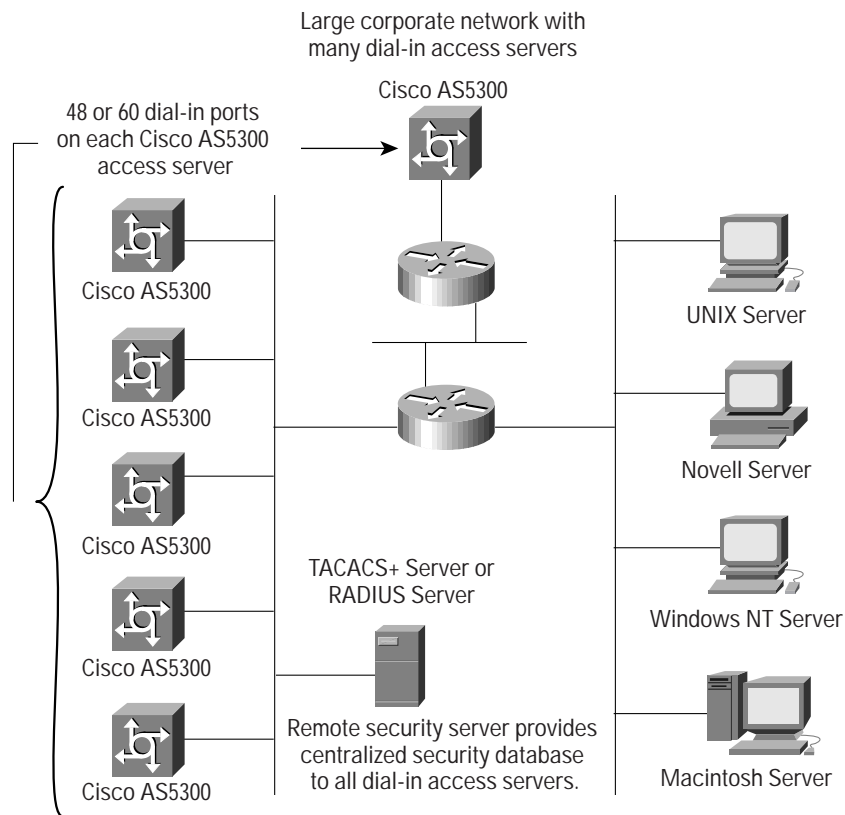 Large corporate network with
many dial-in access servers
Cisco AS5300
48 or 60 dial-in ports
on each Cisco AS5300
access server
Cisco AS5300
Cisco AS5300
Cisco AS5300
Cisco AS5300
Cisco AS5300
TACACS+ Server or
RADIUS Server
Remote security server provides
centralized security database
to all dial-in access servers.
UNIX Server
Novell Server
Windows NT Server
Macintosh Server